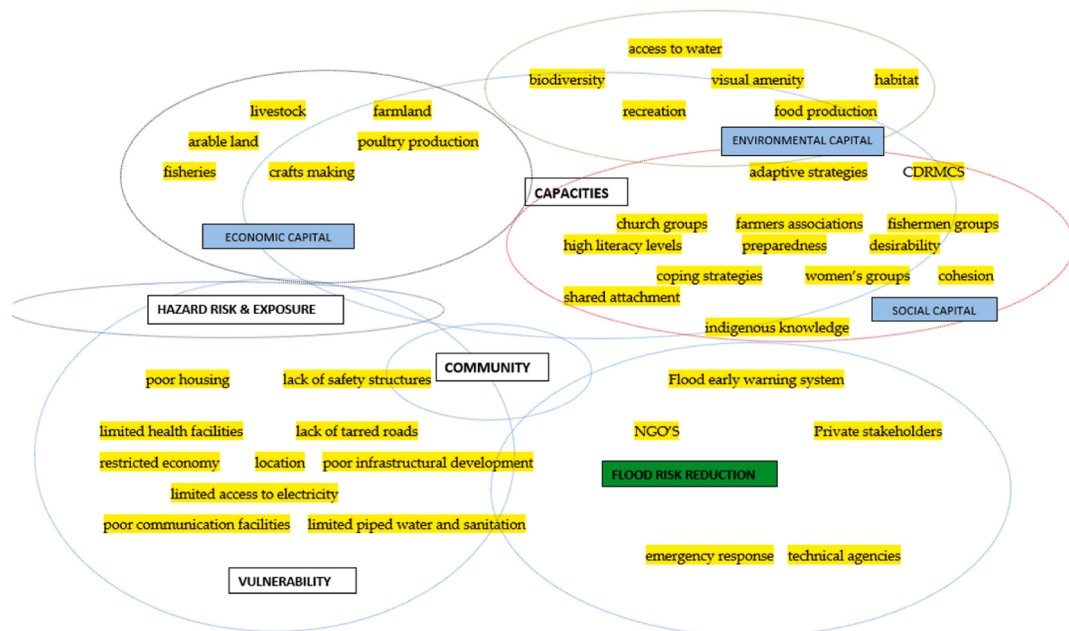 access to water
biodiversity visual amenity habitat
recreation food production
ENVIRONMENTAL CAPITAL
livestock farmland
arable land poultry production
fisheries crafts making
ECONOMIC CAPITAL
CAPACITIES
adaptive strategies CDRMCS
church groups farmers associations fishermen groups
high literacy levels preparedness desirability
coping strategies women's groups cohesion
shared attachment
indigenous knowledge
SOCIAL CAPITAL
HAZARD RISK & EXPOSURE
COMMUNITY
poor housing lack of safety structures
limited health facilities lack of tarred roads
restricted economy location poor infrastructural development
limited access to electricity
poor communication facilities limited piped water and sanitation
VULNERABILITY
Flood early warning system
NGO'S Private stakeholders
FLOOD RISK REDUCTION
emergency response technical agencies